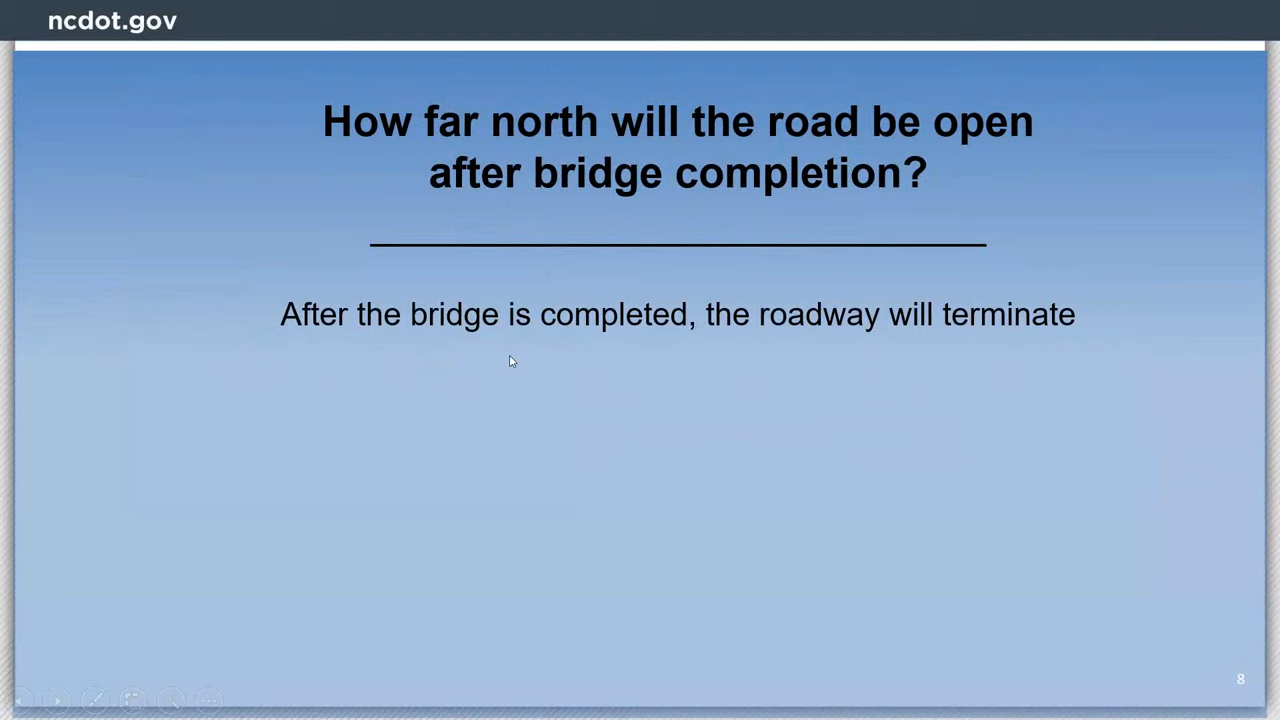 ncdot.gov
How far north will the road be open
after bridge completion?
After the bridge is completed, the roadway will terminate
8